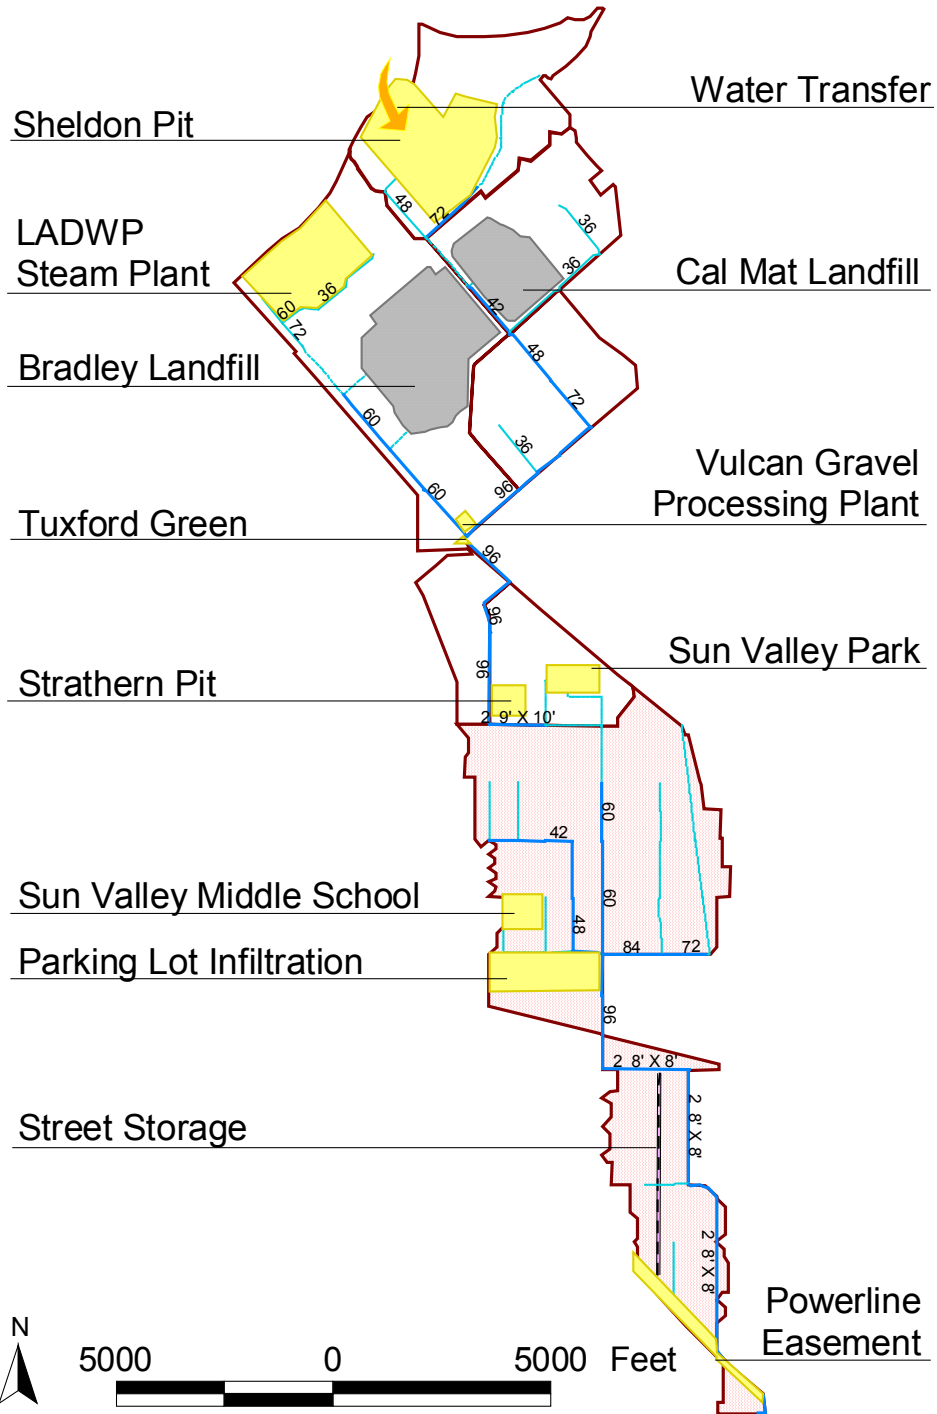 Water Transfer
Sheldon Pit
48
72
36
LADWP
Steam Plant
36
Cal Mat Landfill
60
36
72
42
48
Bradley Landfill
72
60
36
Vulcan Gravel
Processing Plant
60
96
Tuxford Green
96
96
Sun Valley Park
96
Strathern Pit
2 9' X 10'
60
42
Sun Valley Middle School
60
48
84
72
Parking Lot Infiltration
96
2 8' X 8'
2 8' X 8'
Street Storage
2 8' X 8'
Powerline
Easement
N
5000 0 5000 Feet